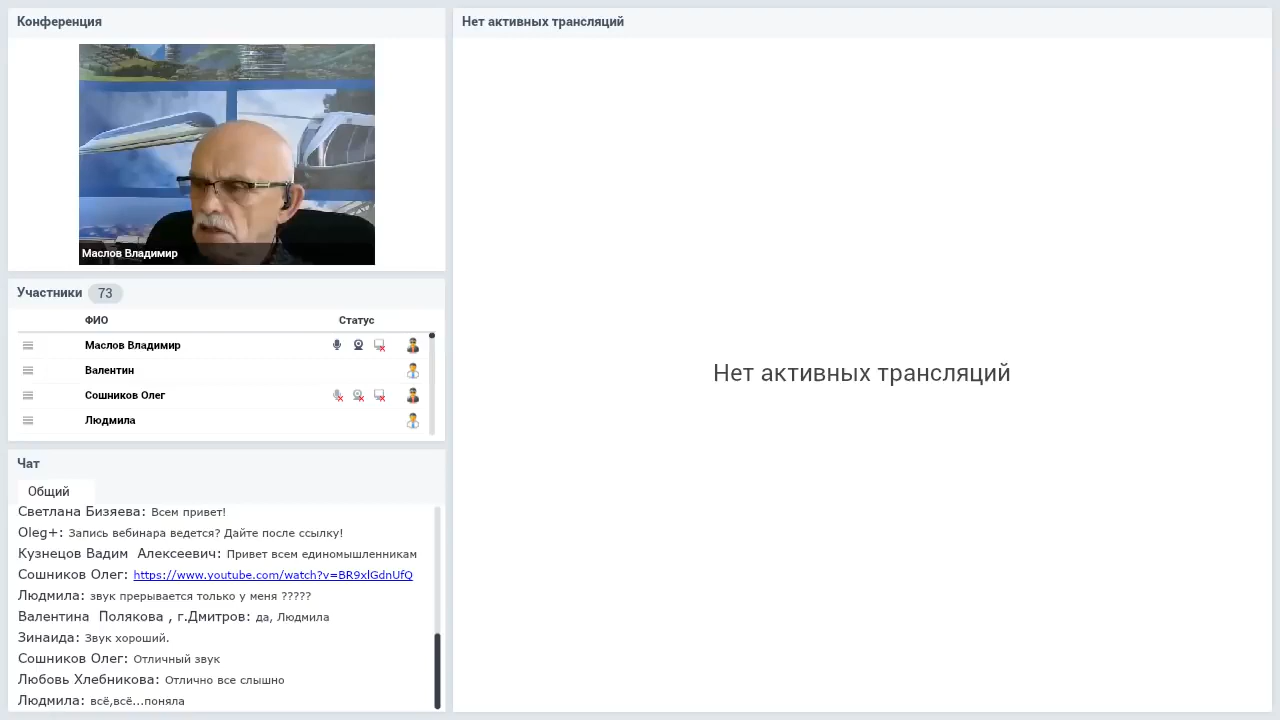 Конференция
Маслов Владимир
Участники 73
ФИО Статус
Маслов Владимир
Валентин
Сошников Олег
Людмила
Чат
Общий
Светлана Бизяева: Всем привет!
Oleg+: Запись вебинара ведется? Дайте после ссылку!
Кузнецов Вадим Алексеевич: Привет всем единомышленникам
Сошников Олег: https://www.youtube.com/watch?v=BR9xlGdnUfQ
Людмила: звук прерывается только у меня ?????
Валентина Полякова , г.Дмитров: да, Людмила
Зинаида: Звук хороший.
Сошников Олег: Отличный звук
Любовь Хлебникова: Отлично все слышно
Людмила: всё,всё...поняла
Нет активных трансляций
Нет активных трансляций